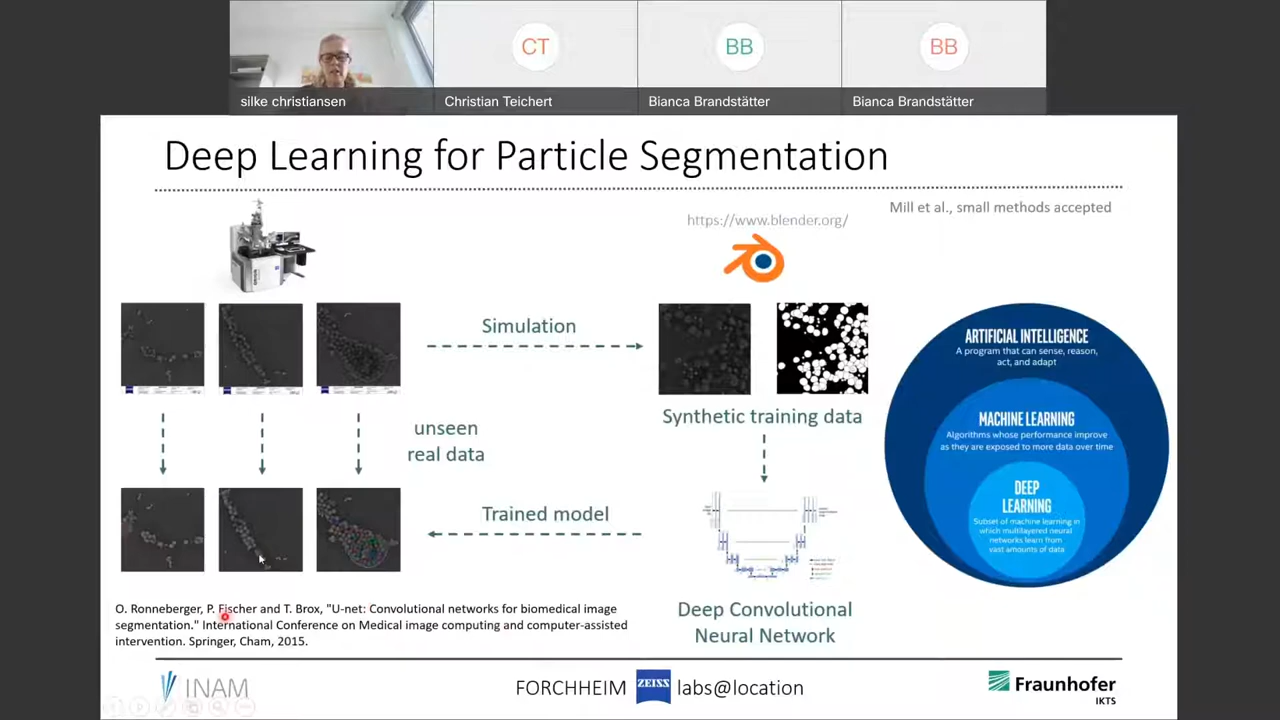 CT
BB
BB
silke christiansen
Christian Teichert
Bianca Brandstätter
Bianca Brandstätter
Deep Learning for Particle Segmentation
https://www.blender.org/
Mill et al., small methods accepted
Simulation
Synthetic training data
unseen
real data
Trained model
Deep Convolutional
Neural Network
ARTIFICIAL INTELLIGENCE
A program that can sense, reason,
act, and adapt
MACHINE LEARNING
Algorithms whose performance improve
as they are exposed to more data over time
DEEP
LEARNING
Subset of machine learning in
which multilayered neural
networks learn from
vast amounts of data
O. Ronneberger, P. Fischer and T. Brox, "U-net: Convolutional networks for biomedical image
segmentation." International Conference on Medical image computing and computer-assisted
intervention. Springer, Cham, 2015.
INAM
FORCHHEIM ZEISS labs@location
Fraunhofer
IKTS